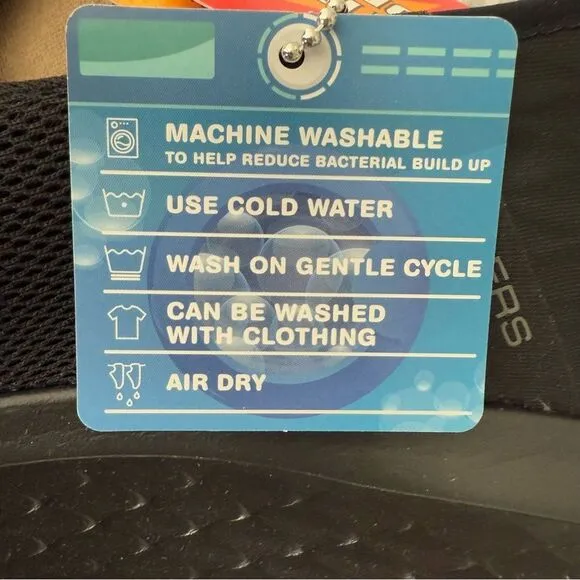 MACHINE WASHABLE
TO HELP REDUCE BACTERIAL BUILD UP
USE COLD WATER
WASH ON GENTLE CYCLE
CAN BE WASHED
WITH CLOTHING
AIR DRY
ERS